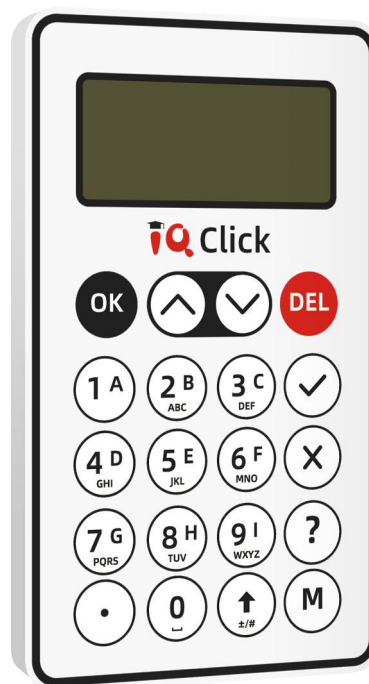 iQ Click
OK DEL
1 A 2 B 3 C ✓
ABC DEF
4 D 5 E 6 F X
GHI JKL MNO
7 G 8 H 9 I ?
PQRS TUV WXYZ
. 0 M
±/#